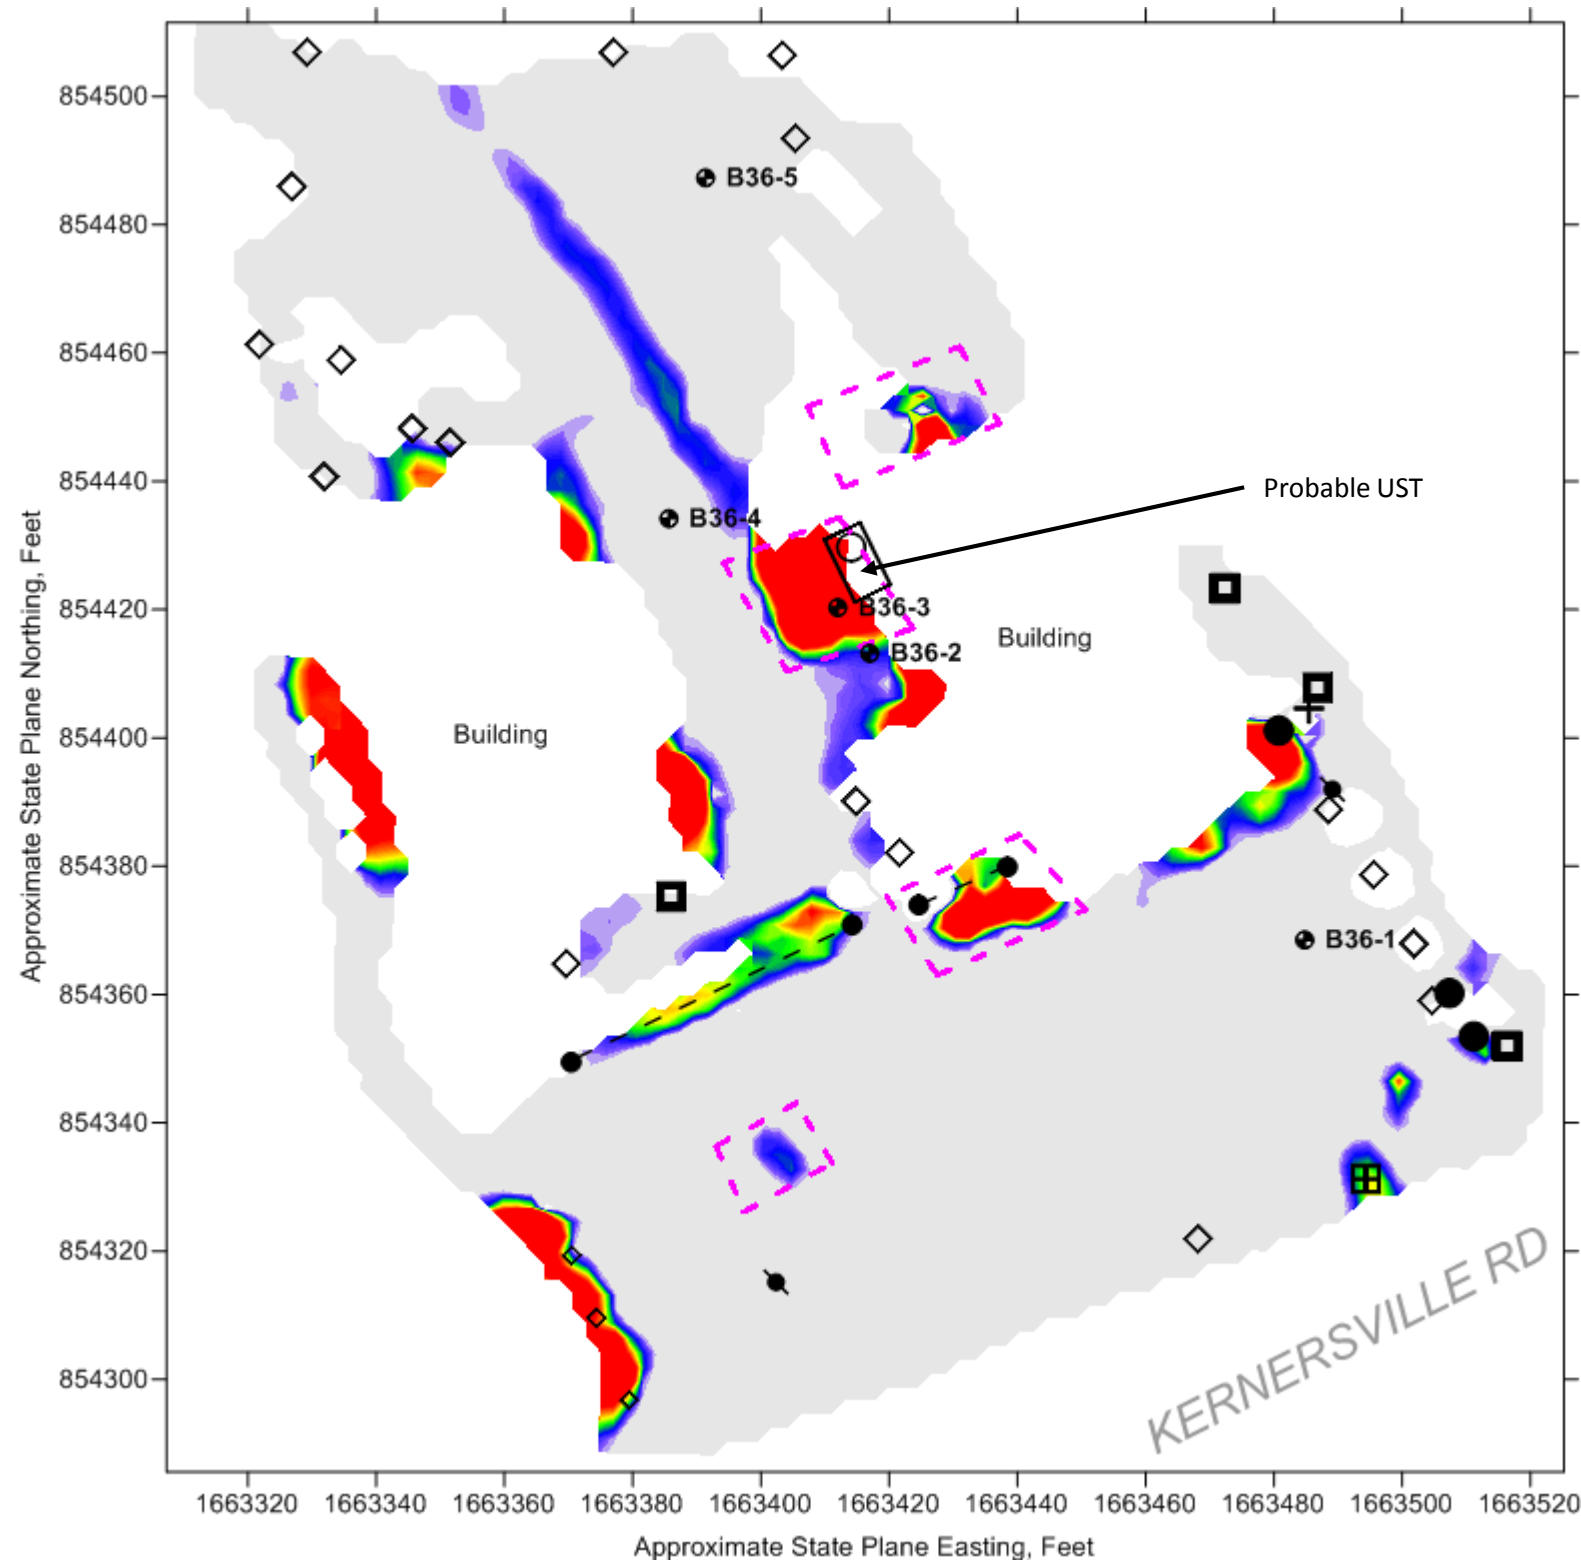 854500
B36-5
854480
854460
854440
Probable UST
B36-4
854420
B36-3
Building
B36-2
Building
854400
854380
B36-1
854360
854340
854320
854300
KERNERSVILLE RD
Approximate State Plane Northing, Feet
1663320 1663340 1663360 1663380 1663400 1663420 1663440 1663460 1663480 1663500 1663520
Approximate State Plane Easting, Feet